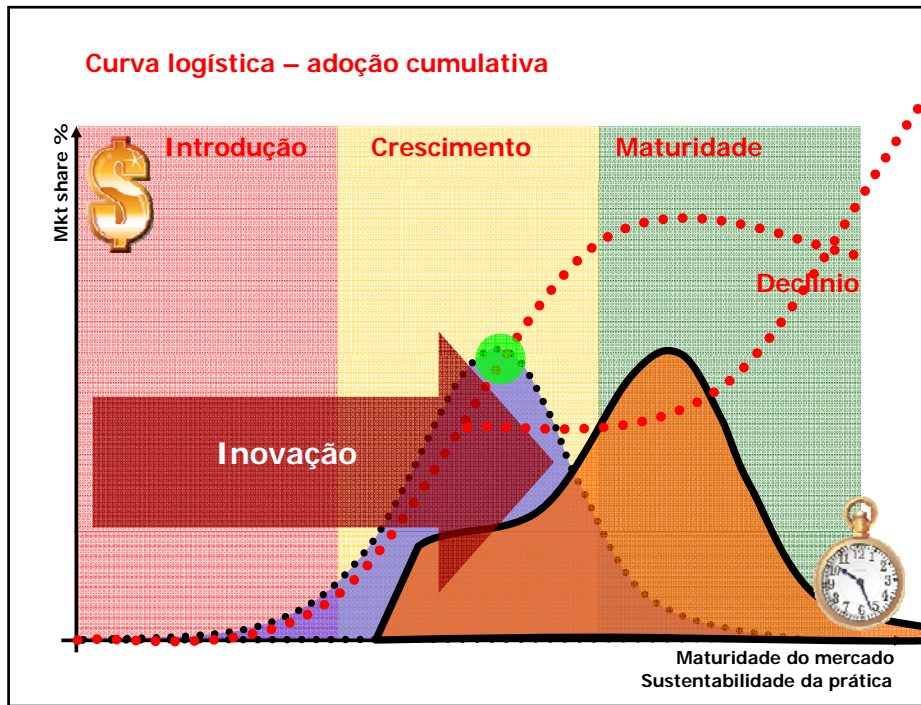 Curva logística – adoção cumulativa
Mkt share %
$
Introdução
Crescimento
Maturidade
Declínio
Inovação
Maturidade do mercado
Sustentabilidade da prática